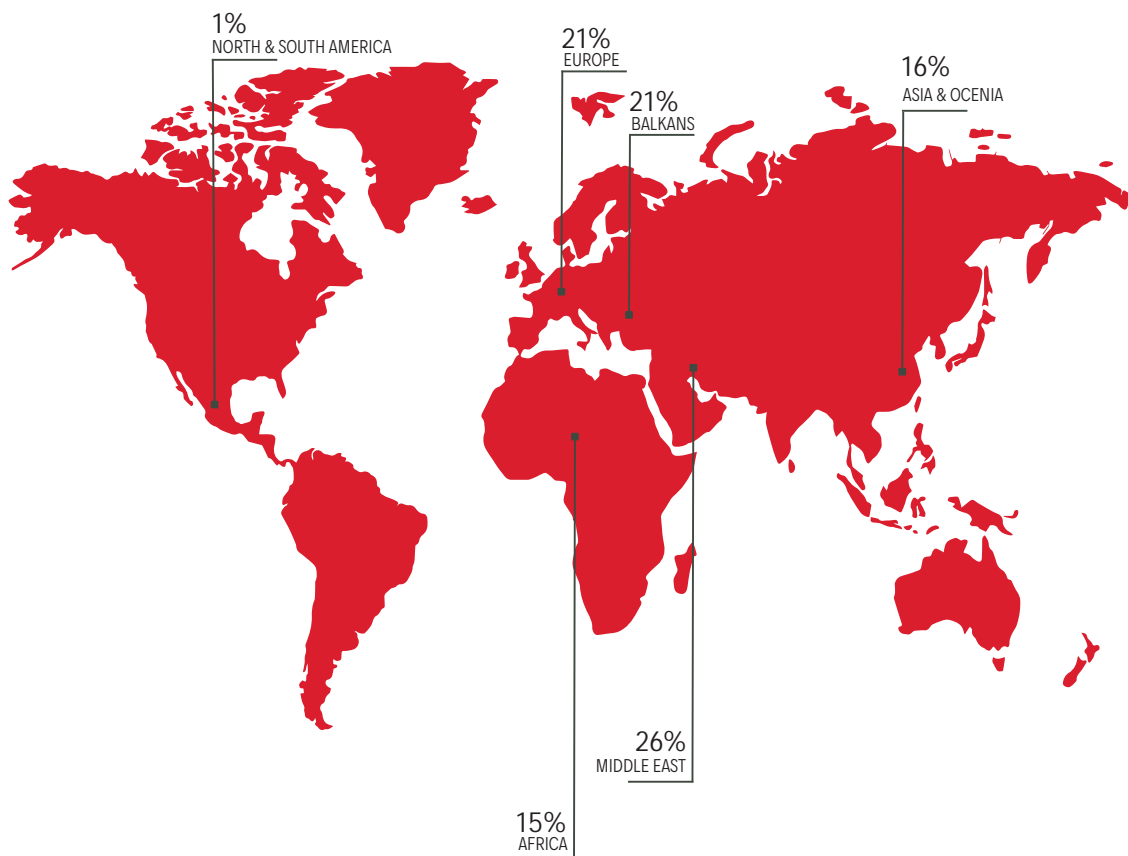 1%
NORTH & SOUTH AMERICA
21%
EUROPE
21%
BALKANS
16%
ASIA & OCENIA
26%
MIDDLE EAST
15%
AFRICA